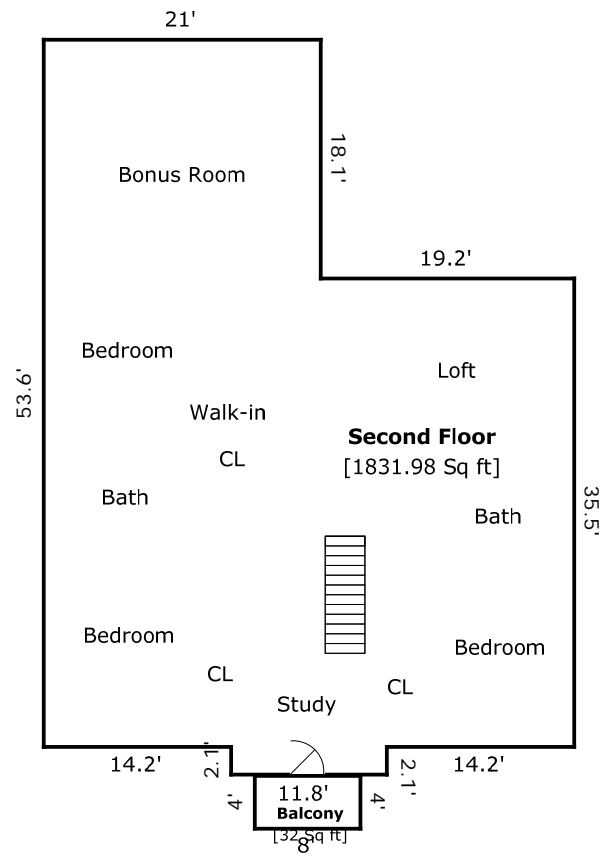 21'
18.1'
Bonus Room
19.2'
Bedroom
Loft
53.6'
Walk-in
Second Floor
CL
[1831.98 Sq ft]
Bath
35.5'
Bath
Bedroom
Bedroom
CL
CL
Study
14.2'
2.1'
2.1'
14.2'
4'
11.8'
4'
Balcony
[32 Sq ft]
8'